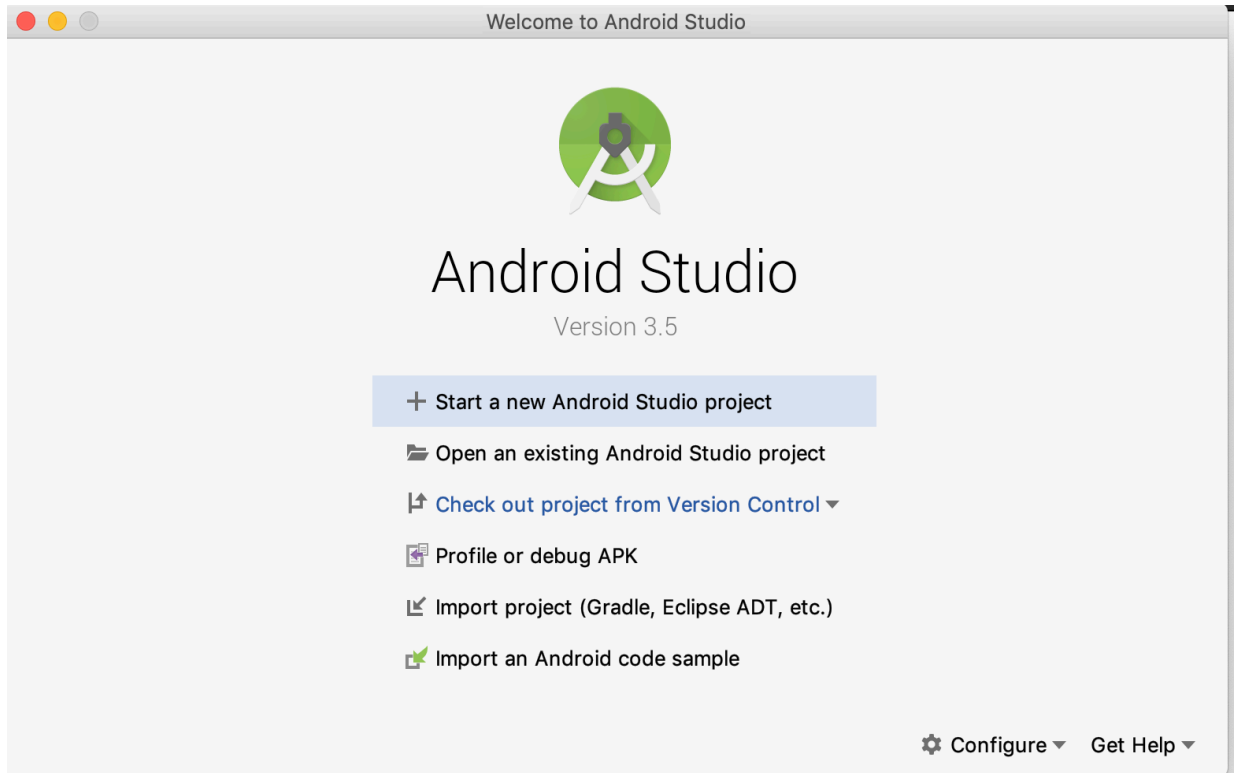 Welcome to Android Studio
Android Studio
Version 3.5
Start a new Android Studio project
Open an existing Android Studio project
Check out project from Version Control
Profile or debug APK
Import project (Gradle, Eclipse ADT, etc.)
Import an Android code sample
Configure Get Help